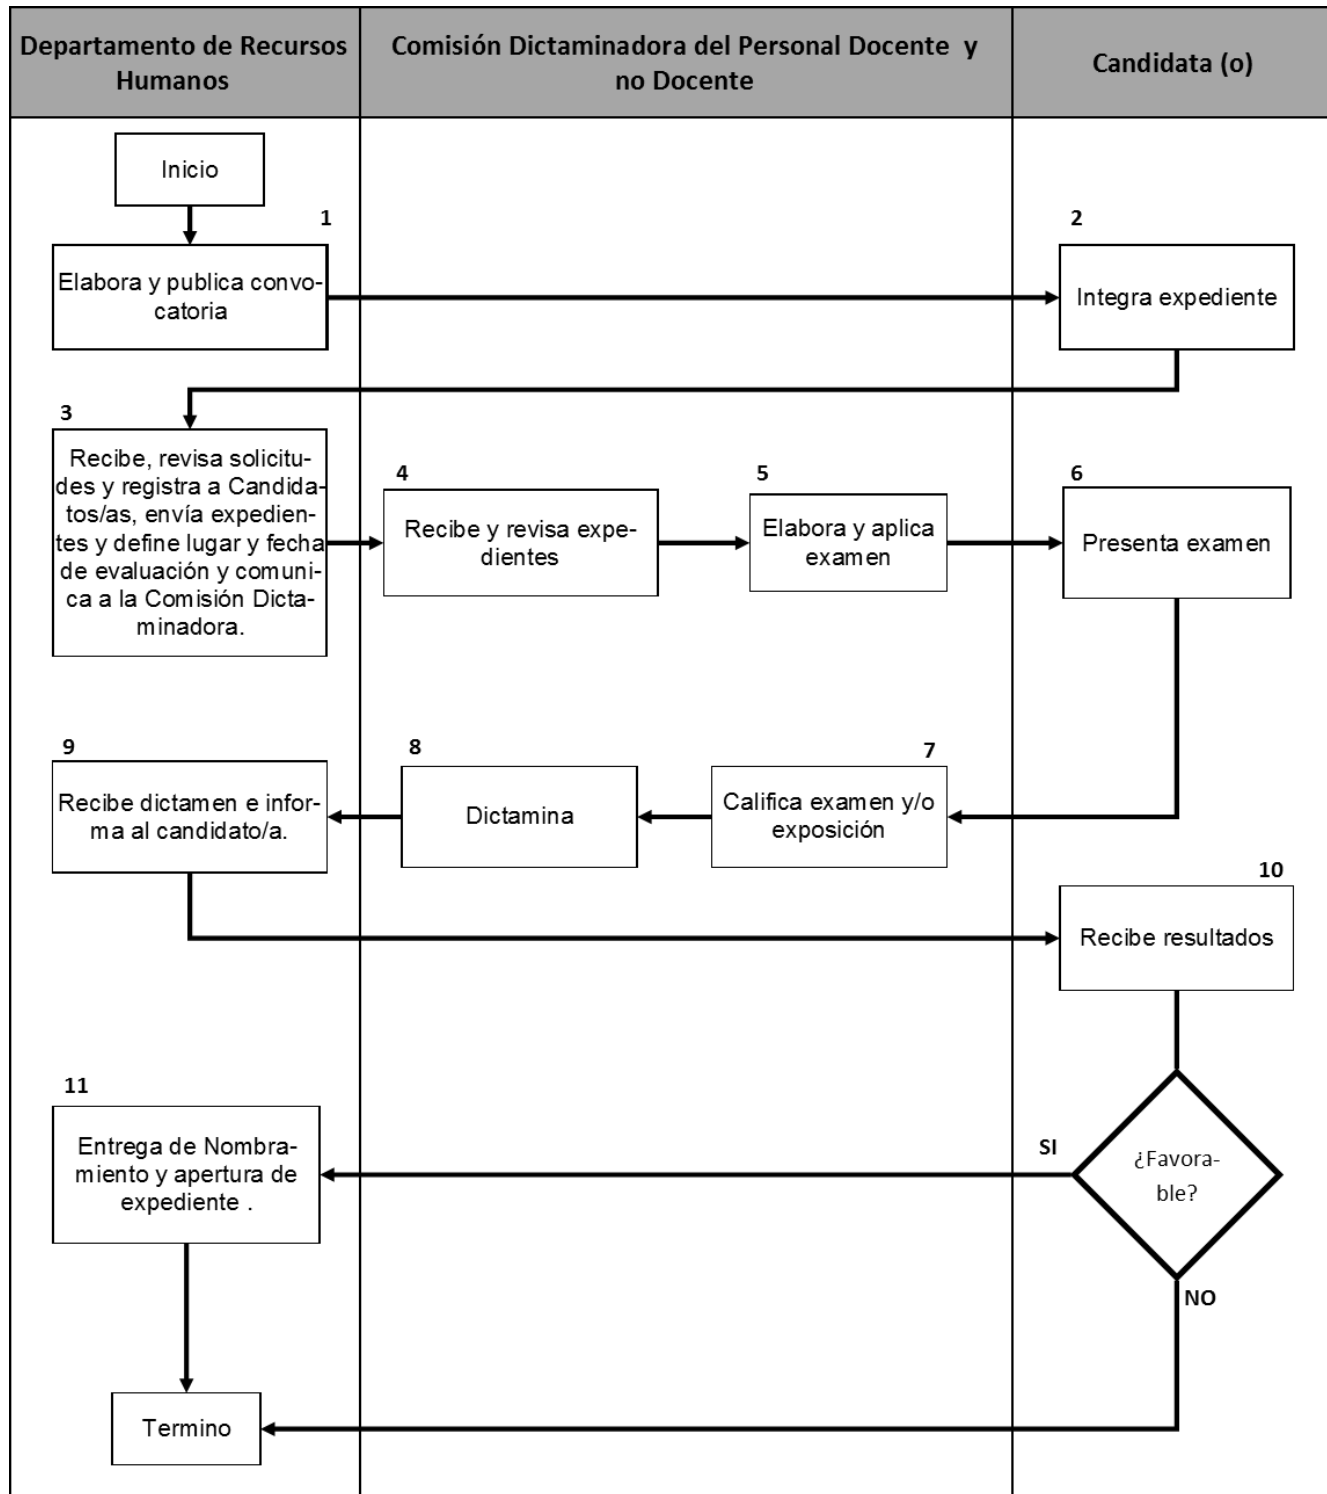 Departamento de Recursos
Humanos
Comisión Dictaminadora del Personal Docente y
no Docente
Candidata (o)
Inicio
1
Elabora y publica convo-
catoria
2
Integra expediente
3
Recibe, revisa solicitu-
des y registra a Candida-
tos/as, envía expedien-
tes y define lugar y fecha
de evaluación y comuni-
ca a la Comisión Dicta-
minadora.
4
Recibe y revisa expe-
dientes
5
Elabora y aplica
examen
6
Presenta examen
7
Califica examen y/o
exposición
8
Dictamina
9
Recibe dictamen e infor-
ma al candidato/a.
10
Recibe resultados
¿Favora-
ble?
SI
NO
11
Entrega de Nombra-
miento y apertura de
expediente .
Termino